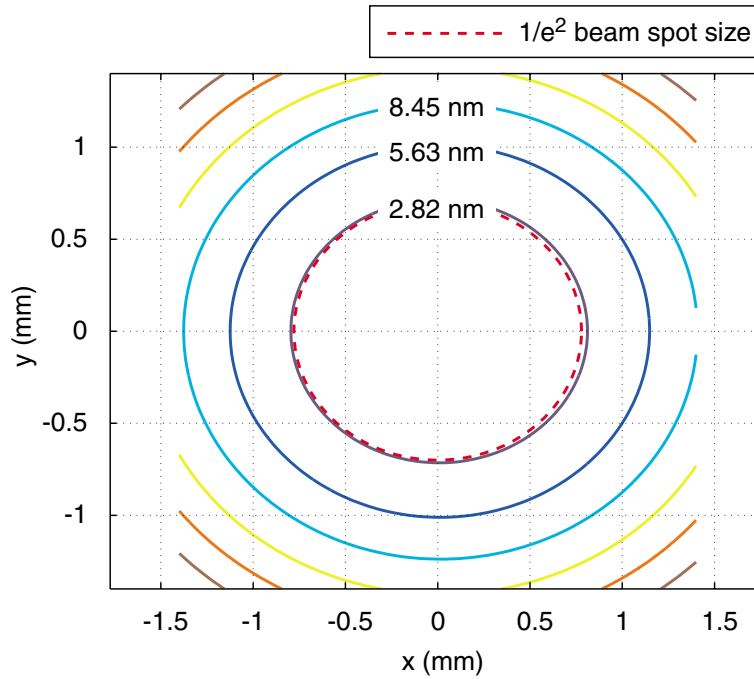 1/e² beam spot size
8.45 nm
5.63 nm
2.82 nm
1
0.5
0
-0.5
-1
y (mm)
-1.5 -1 -0.5 0 0.5 1 1.5
x (mm)